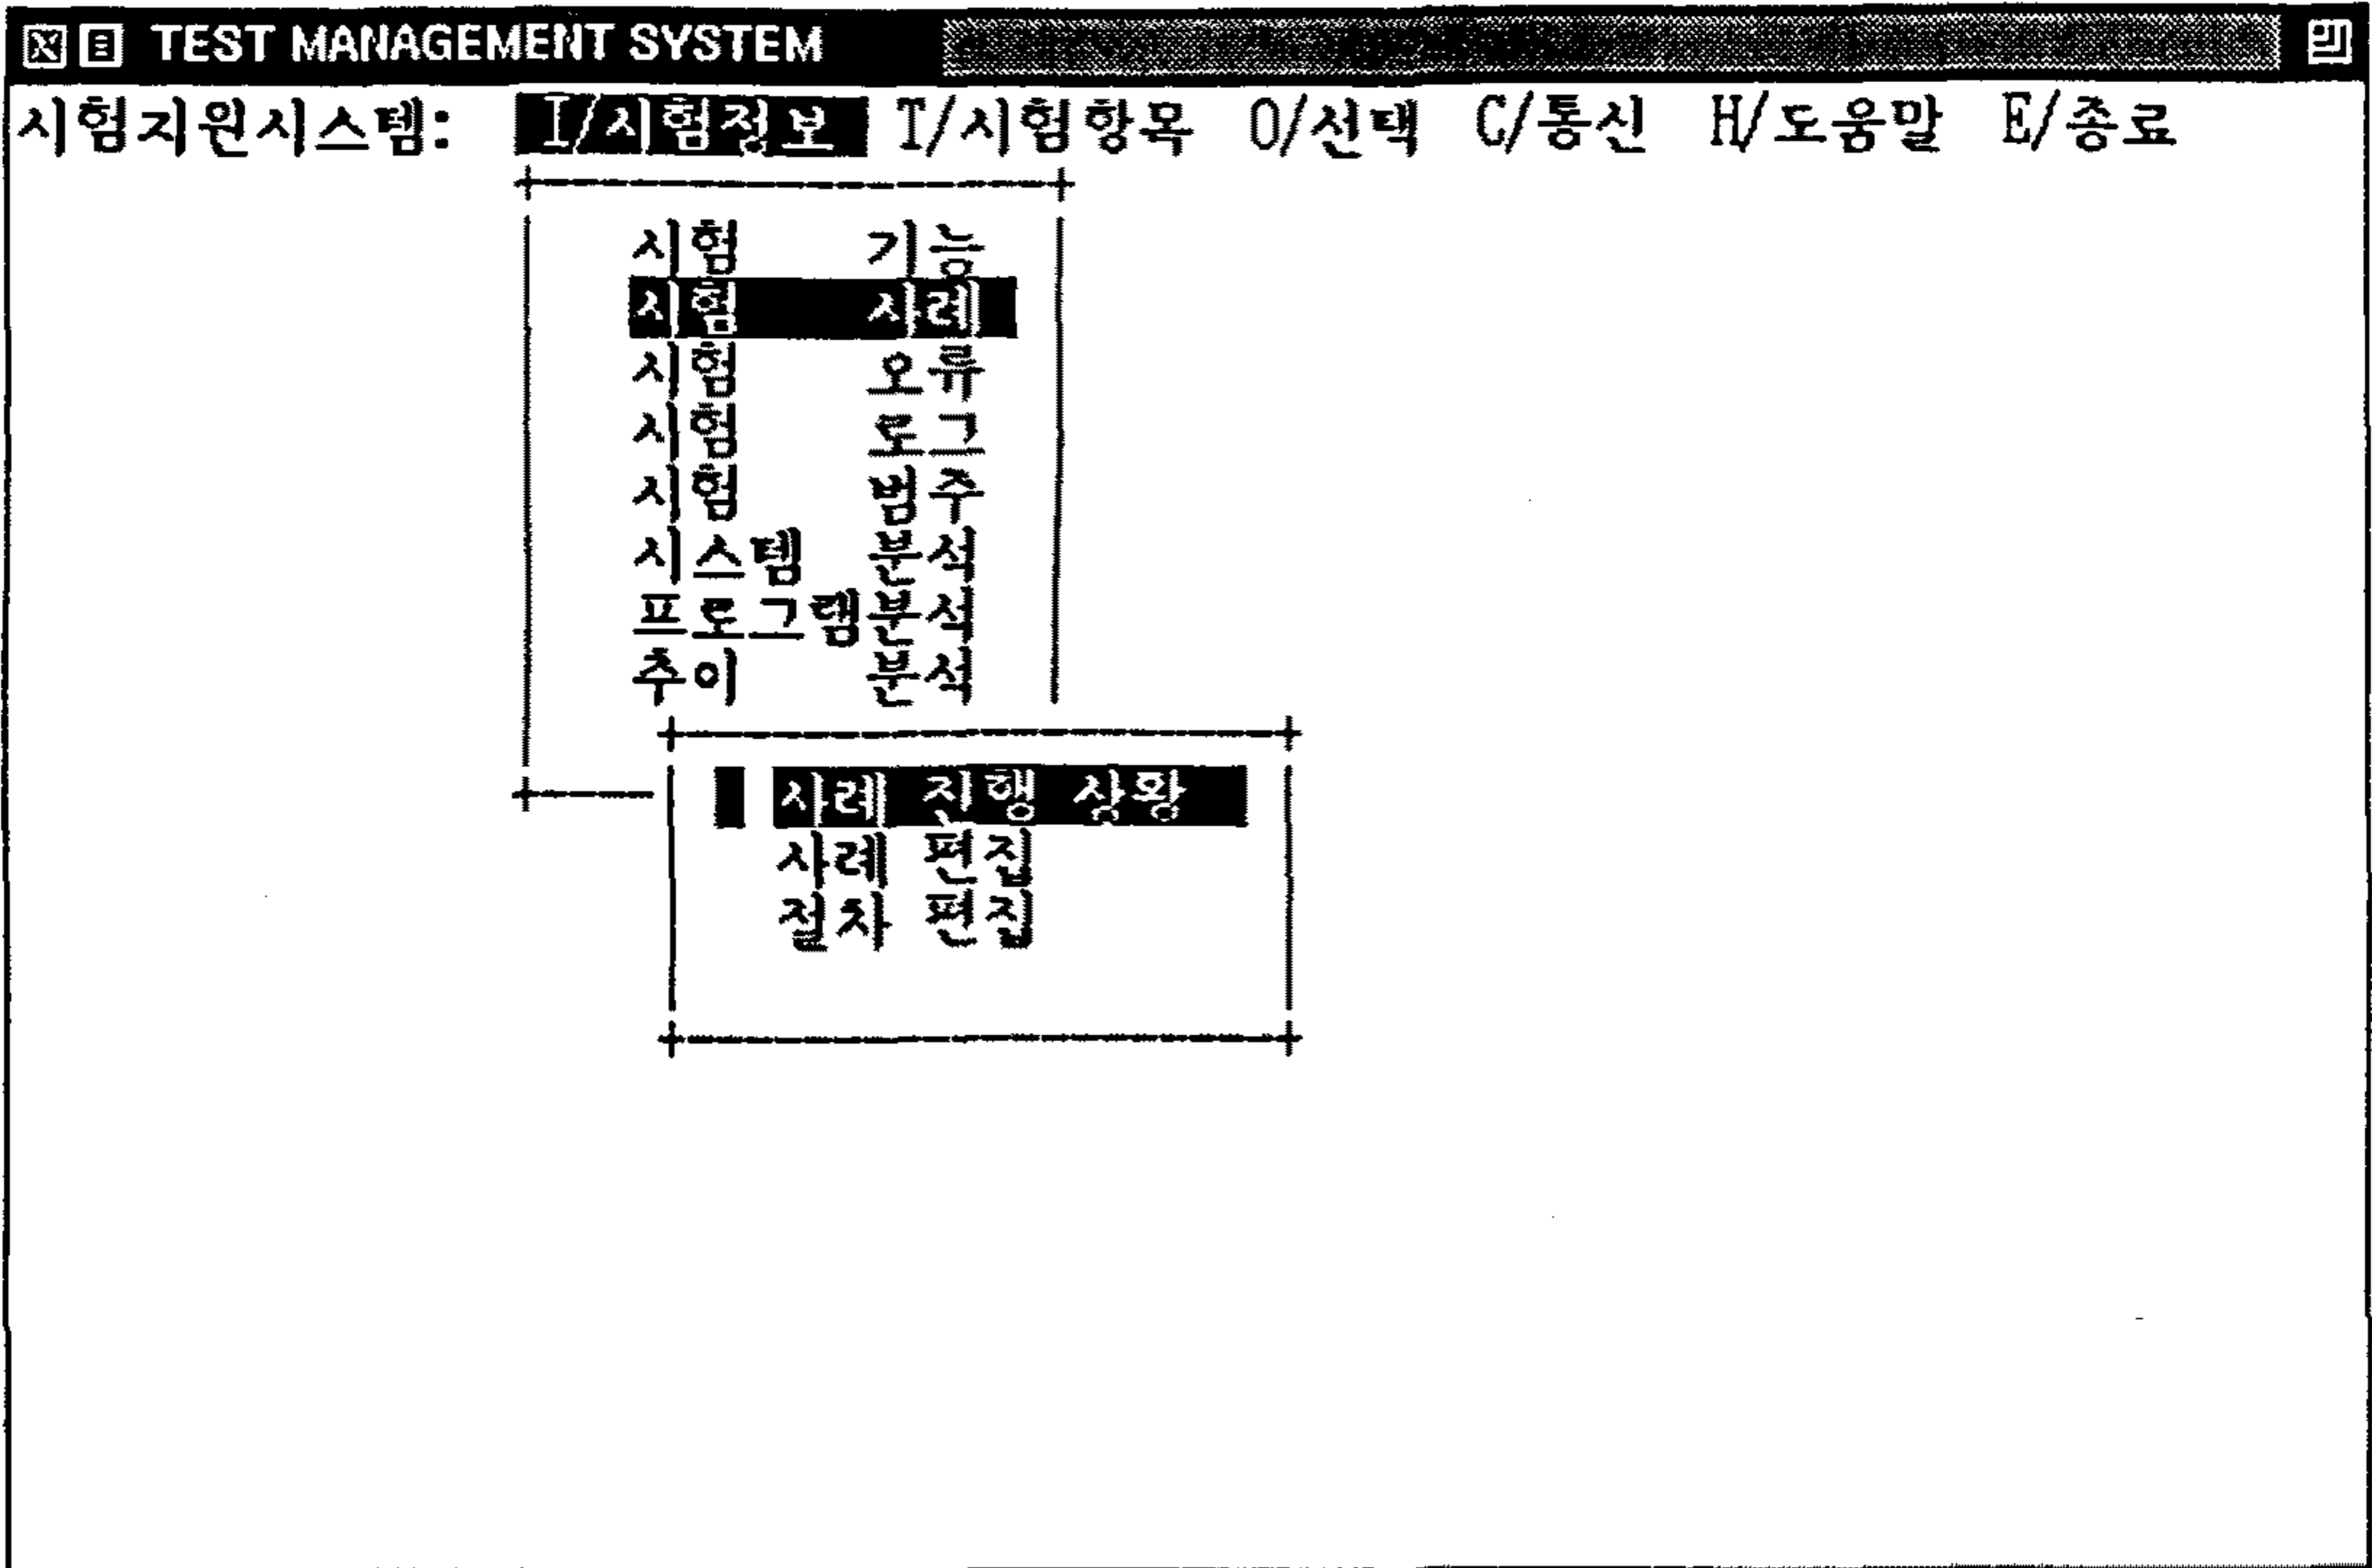 TEST MANAGEMENT SYSTEM
시험지원시스템: I/시험정보 T/시험항목 O/선택 C/통신 H/도움말 E/종료
시험 기능
시험 사례
시험 오류
시험 로그
시험 범주
시스템 분석
프로그램분석
추이 분석
사례 진행 상황
사례 편집
절차 편집